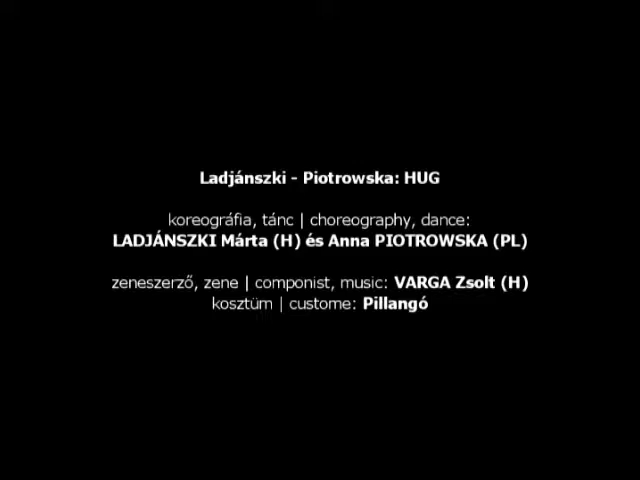 Ladjánszki - Piotrowska: HUG
koreográfia, tánc | choreography, dance:
LADJÁNSZKI Márta (H) és Anna PIOTROWSKA (PL)
zeneszerző, zene | componist, music: VARGA Zsolt (H)
kosztüm | custome: Pillangó